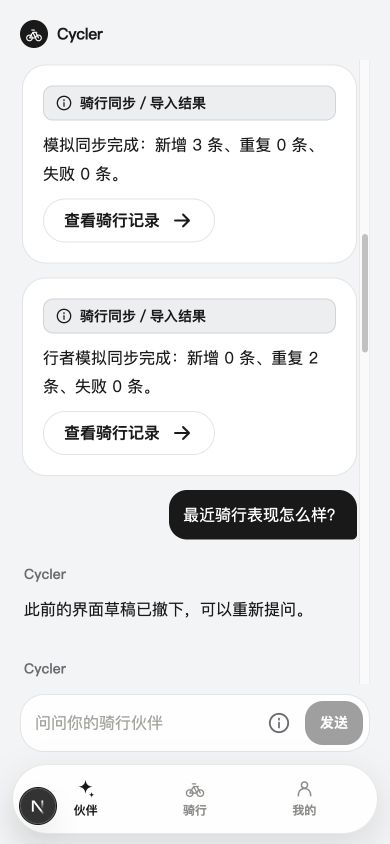 Cycler
骑行同步 / 导入结果
模拟同步完成：新增 3 条、重复 0 条、
失败 0 条。
查看骑行记录
骑行同步 / 导入结果
行者模拟同步完成：新增 0 条、重复 2
条、失败 0 条。
查看骑行记录
最近骑行表现怎么样？
Cycler
此前的界面草稿已撤下，可以重新提问。
Cycler
问问你的骑行伙伴
发送
N
伙伴
骑行
我的